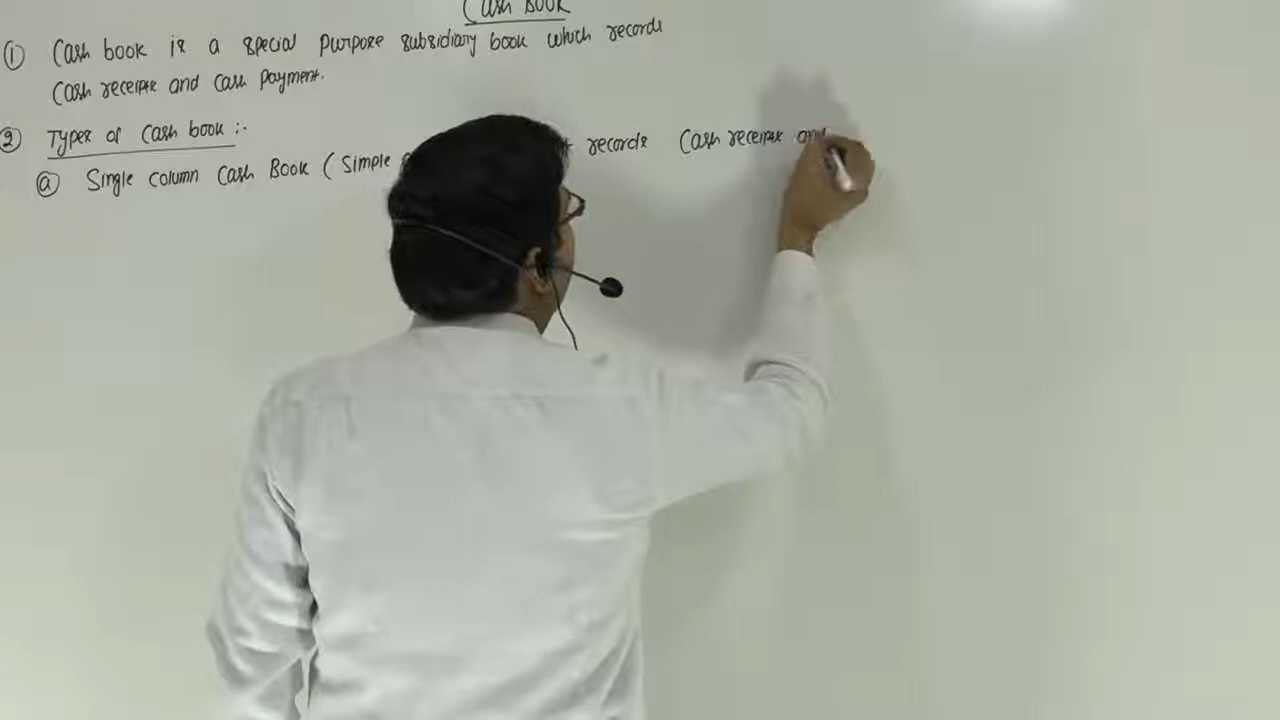 Cash Book
① Cash book is a special purpose subsidiary book which records
Cash receipts and cash payment.
② Types of Cash book :-
ⓐ Single column Cash Book ( Simple records Cash receipts and